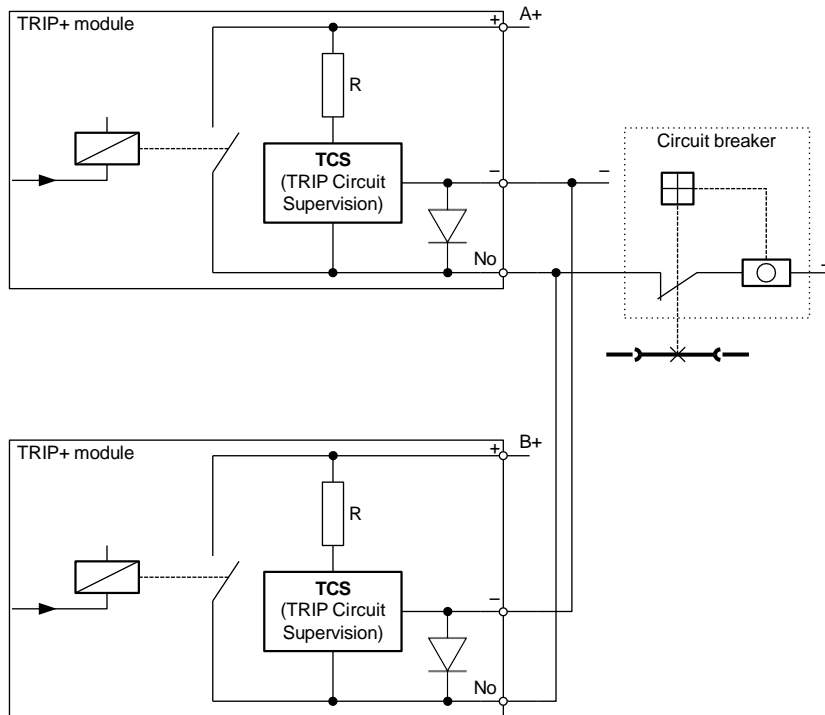 TRIP+ module
+ A+
R
TCS
(TRIP Circuit
Supervision)
– –
No
Circuit breaker
–
TRIP+ module
+ B+
R
TCS
(TRIP Circuit
Supervision)
–
No